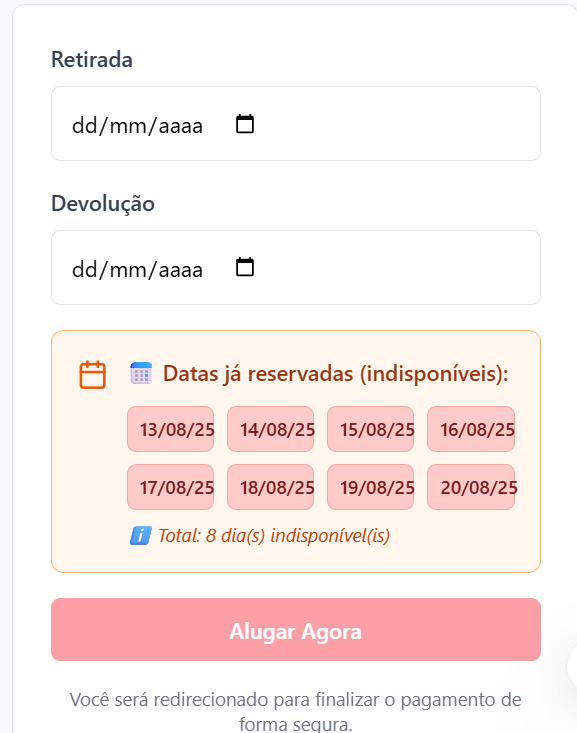 Retirada
dd/mm/aaaa
Devolução
dd/mm/aaaa
Datas já reservadas (indisponíveis):
13/08/25 14/08/25 15/08/25 16/08/25
17/08/25 18/08/25 19/08/25 20/08/25
i Total: 8 dia(s) indisponível(is)
Alugar Agora
Você será redirecionado para finalizar o pagamento de
forma segura.